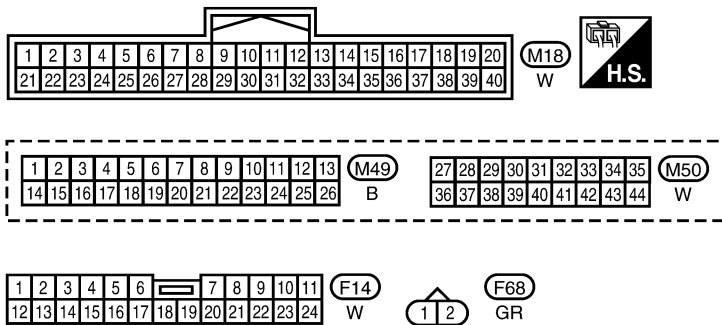 1 2 3 4 5 6 7 8 9 10 11 12 13 14 15 16 17 18 19 20 M18
21 22 23 24 25 26 27 28 29 30 31 32 33 34 35 36 37 38 39 40 W
H.S.
1 2 3 4 5 6 7 8 9 10 11 12 13 M49
14 15 16 17 18 19 20 21 22 23 24 25 26 B
27 28 29 30 31 32 33 34 35 M50
36 37 38 39 40 41 42 43 44 W
1 2 3 4 5 6 7 8 9 10 11 F14
12 13 14 15 16 17 18 19 20 21 22 23 24 W
F68
1 2 GR